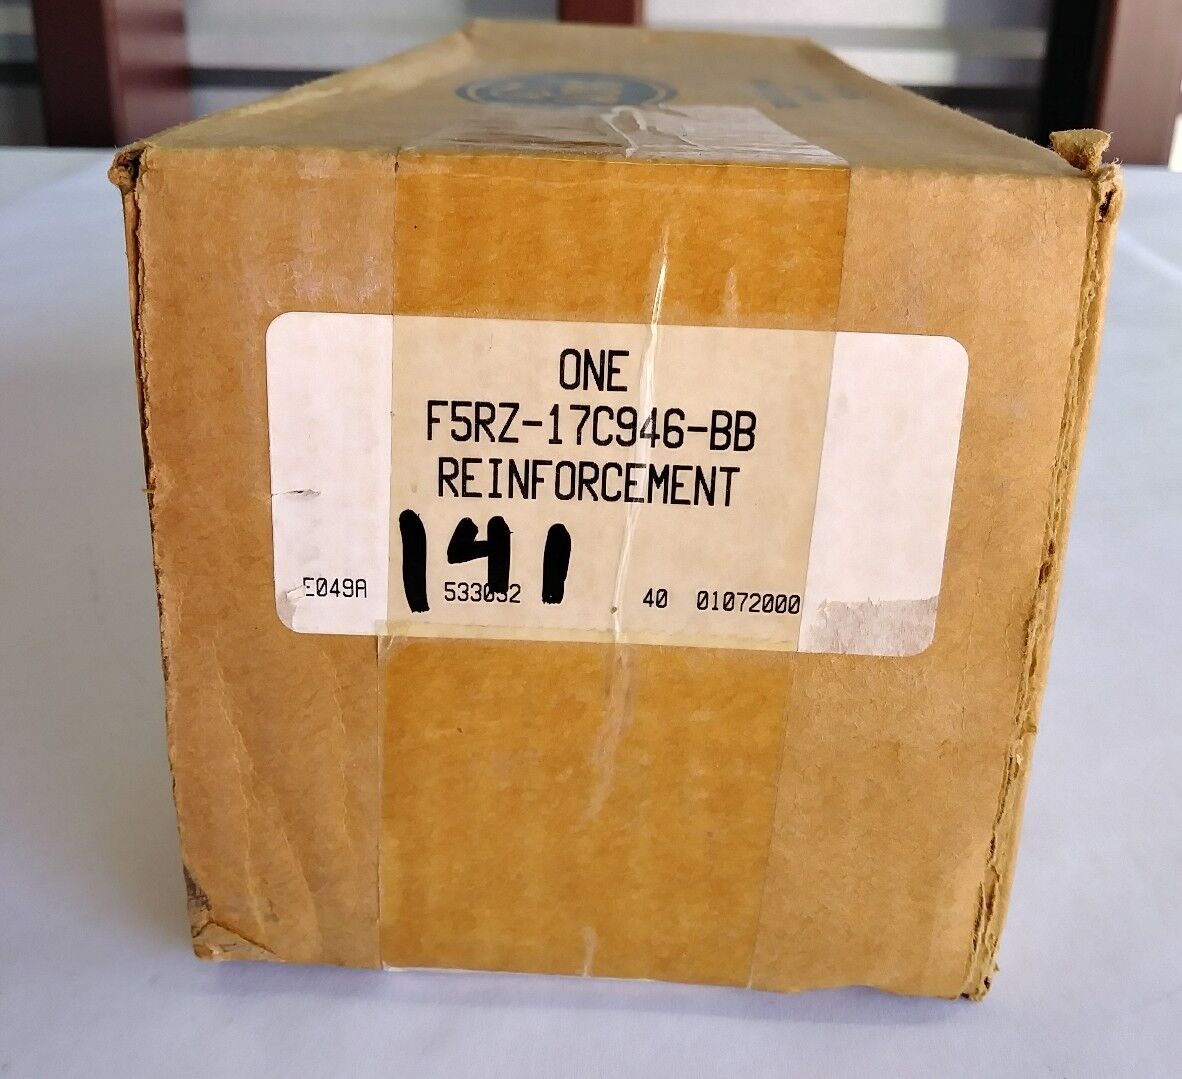 ONE
F5RZ-17C946-BB
REINFORCEMENT
141
E049A 533032 40 01072000